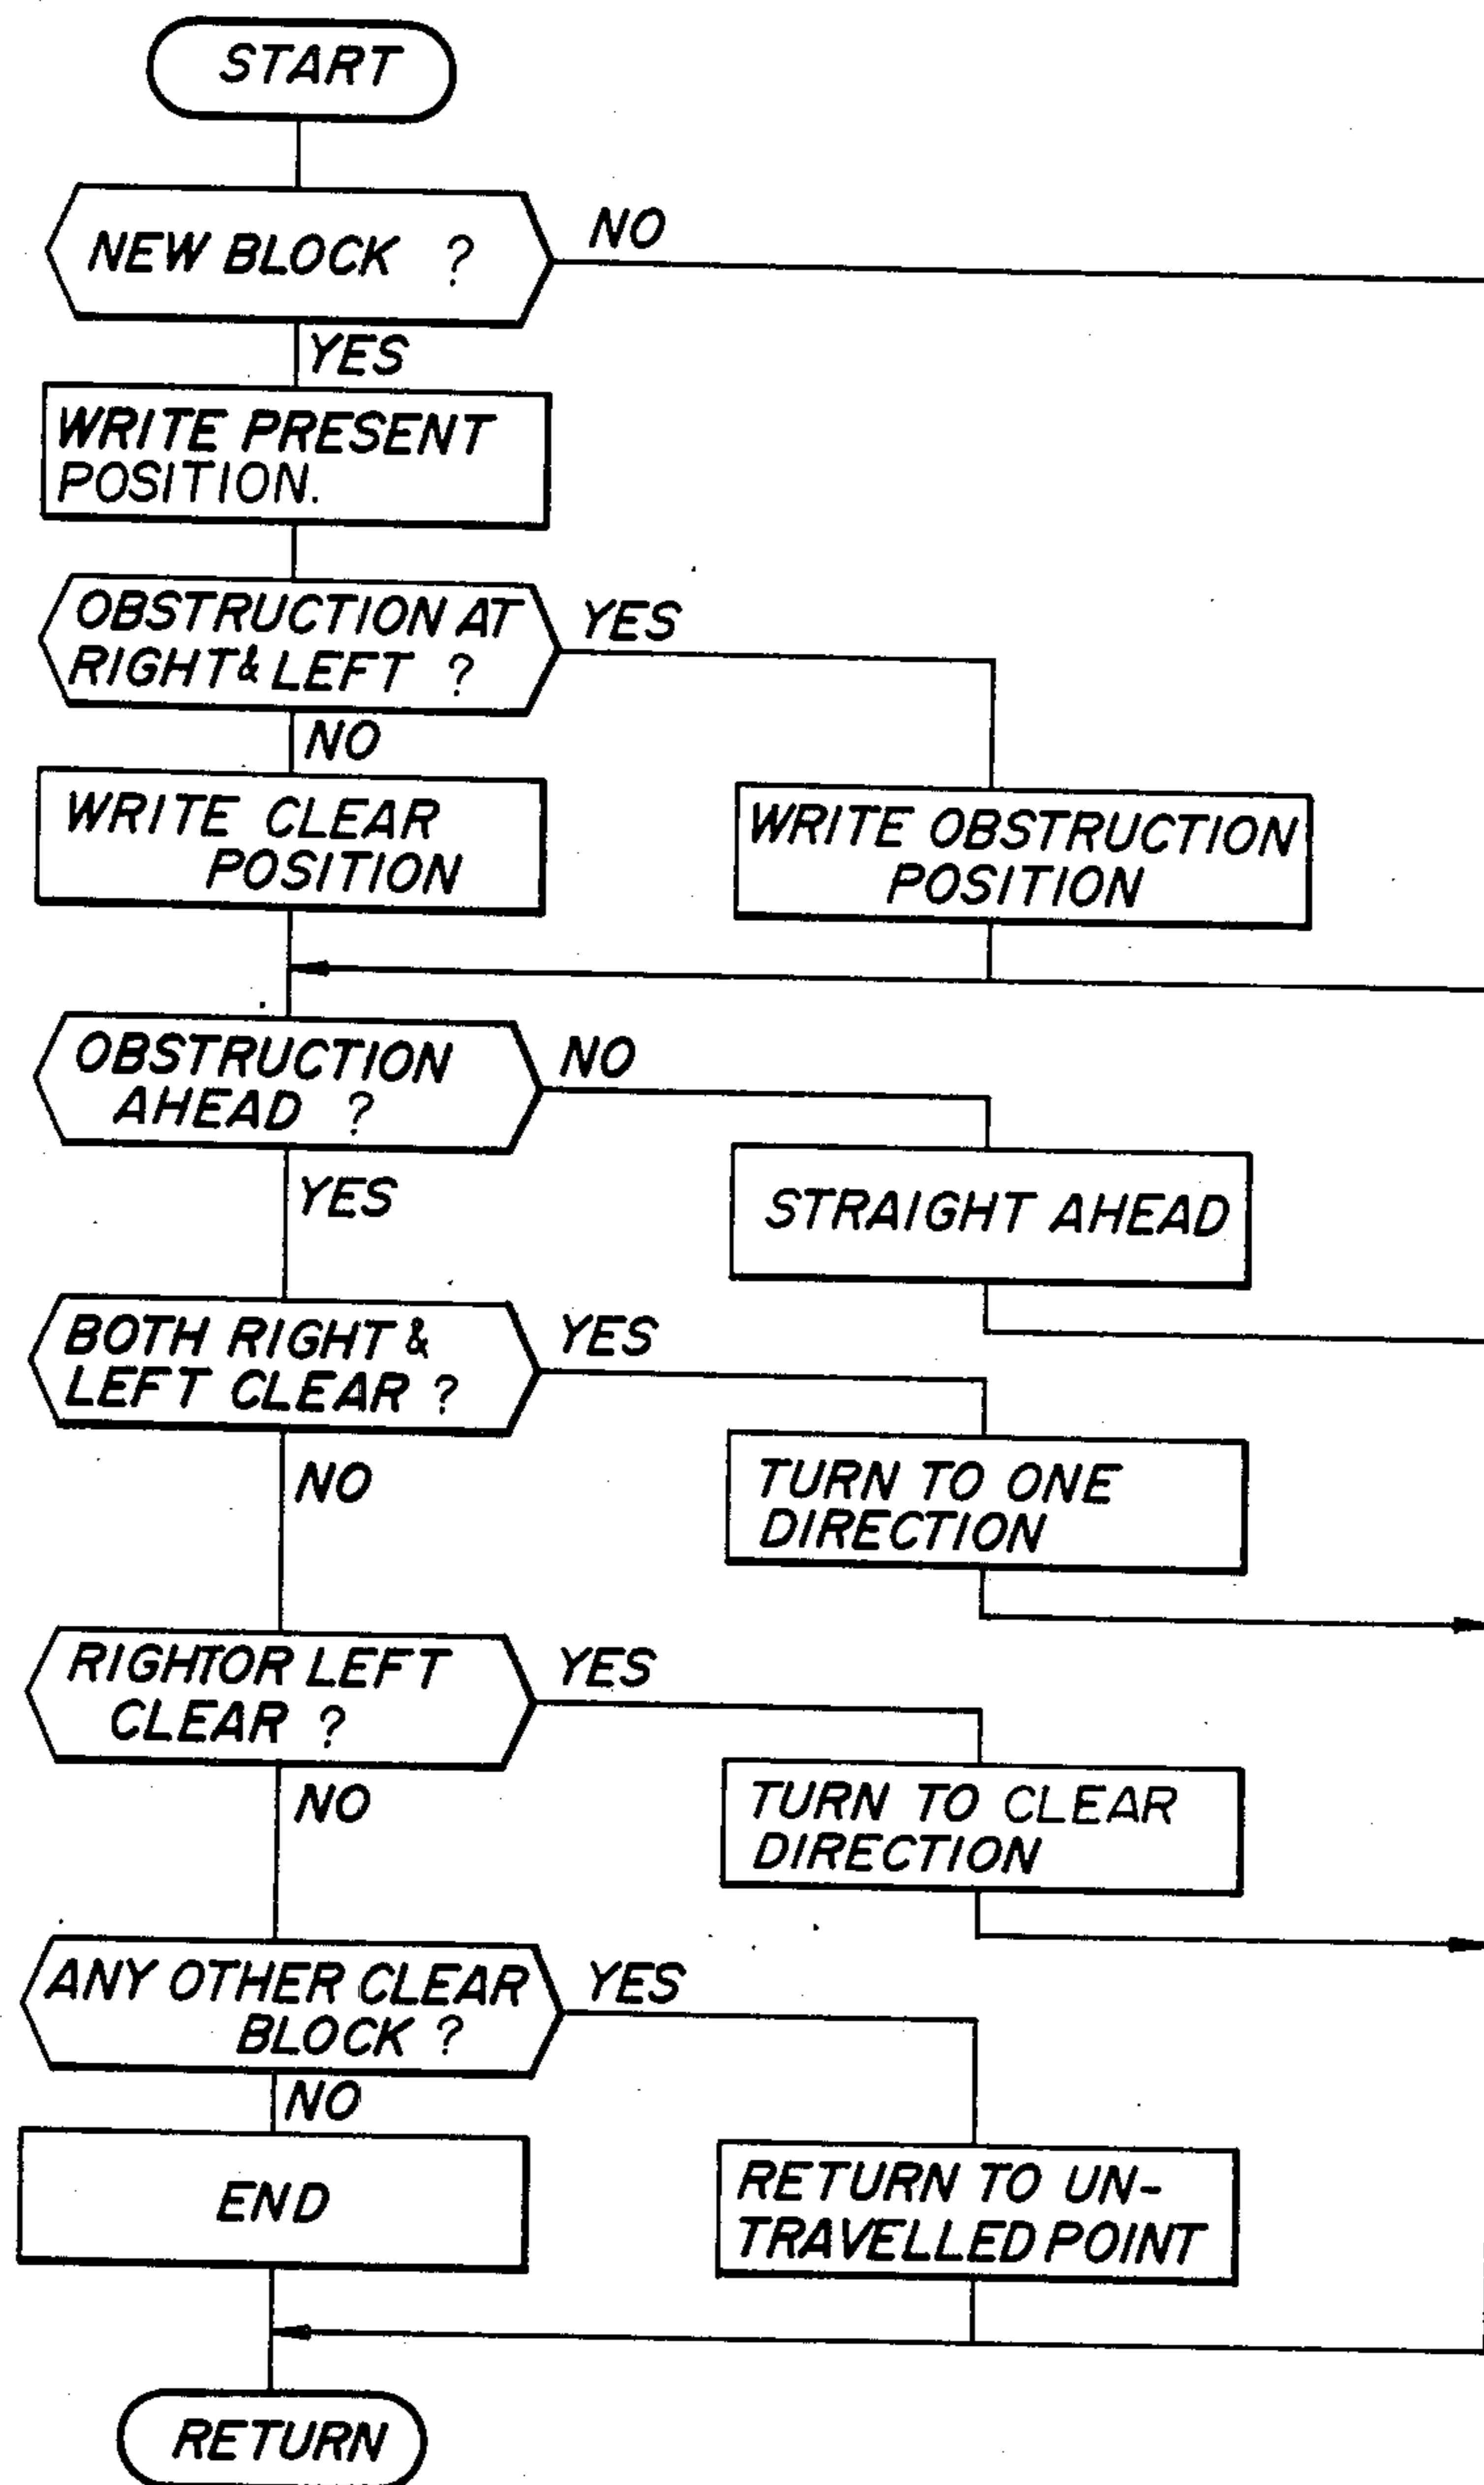 START
NEW BLOCK ?
NO
YES
WRITE PRESENT
POSITION.
OBSTRUCTION AT
RIGHT & LEFT ?
YES
NO
WRITE CLEAR
POSITION
WRITE OBSTRUCTION
POSITION
OBSTRUCTION
AHEAD ?
NO
YES
STRAIGHT AHEAD
BOTH RIGHT &
LEFT CLEAR ?
YES
NO
TURN TO ONE
DIRECTION
RIGHT OR LEFT
CLEAR ?
YES
NO
TURN TO CLEAR
DIRECTION
ANY OTHER CLEAR
BLOCK ?
YES
NO
END
RETURN TO UN-
TRAVELLED POINT
RETURN